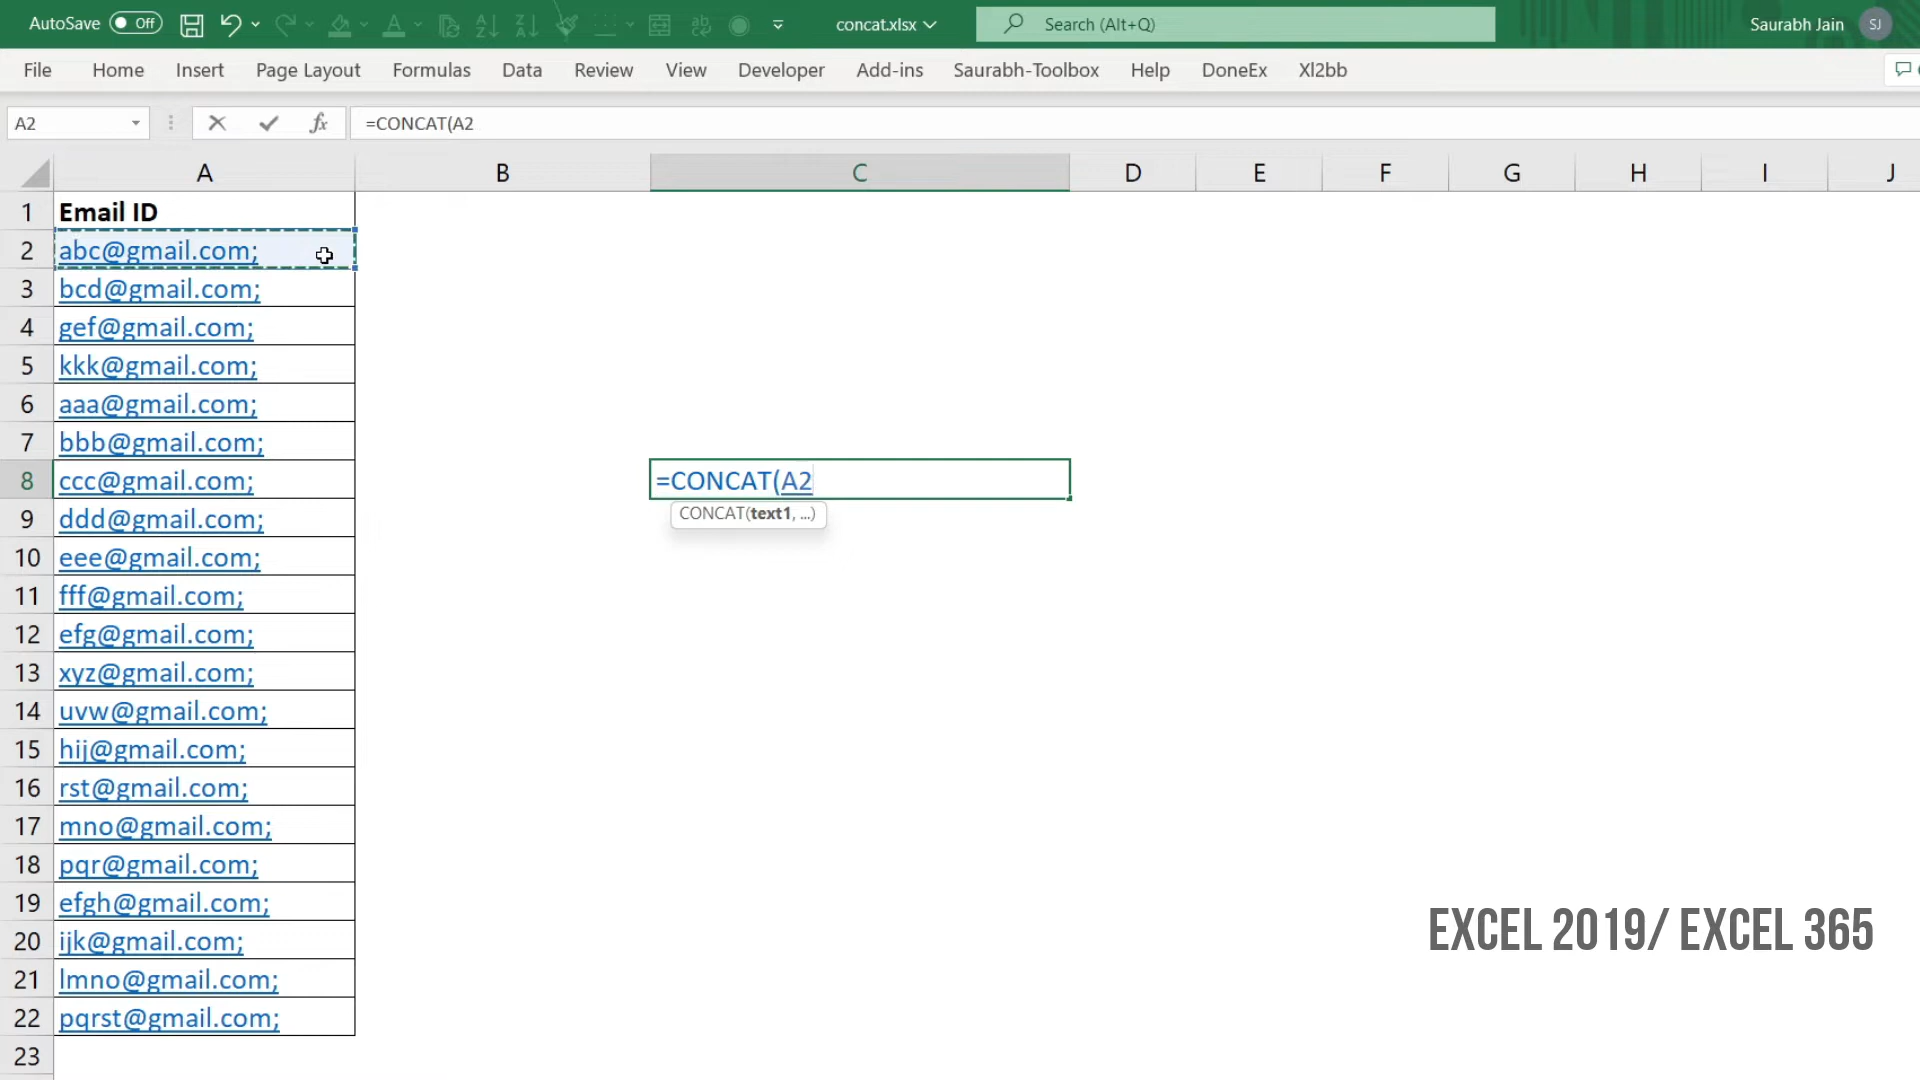 AutoSave Off concat.xlsx Search (Alt+Q) Saurabh Jain SJ
File Home Insert Page Layout Formulas Data Review View Developer Add-ins Saurabh-Toolbox Help DoneEx Xl2bb
A2 fx =CONCAT(A2
A B C D E F G H I J
1 Email ID
2 abc@gmail.com;
3 bcd@gmail.com;
4 gef@gmail.com;
5 kkk@gmail.com;
6 aaa@gmail.com;
7 bbb@gmail.com;
8 ccc@gmail.com; =CONCAT(A2
CONCAT(text1, ...)
9 ddd@gmail.com;
10 eee@gmail.com;
11 fff@gmail.com;
12 efg@gmail.com;
13 xyz@gmail.com;
14 uvw@gmail.com;
15 hij@gmail.com;
16 rst@gmail.com;
17 mno@gmail.com;
18 pqr@gmail.com;
19 efgh@gmail.com;
EXCEL 2019/ EXCEL 365
20 ijk@gmail.com;
21 lmno@gmail.com;
22 pqrst@gmail.com;
23